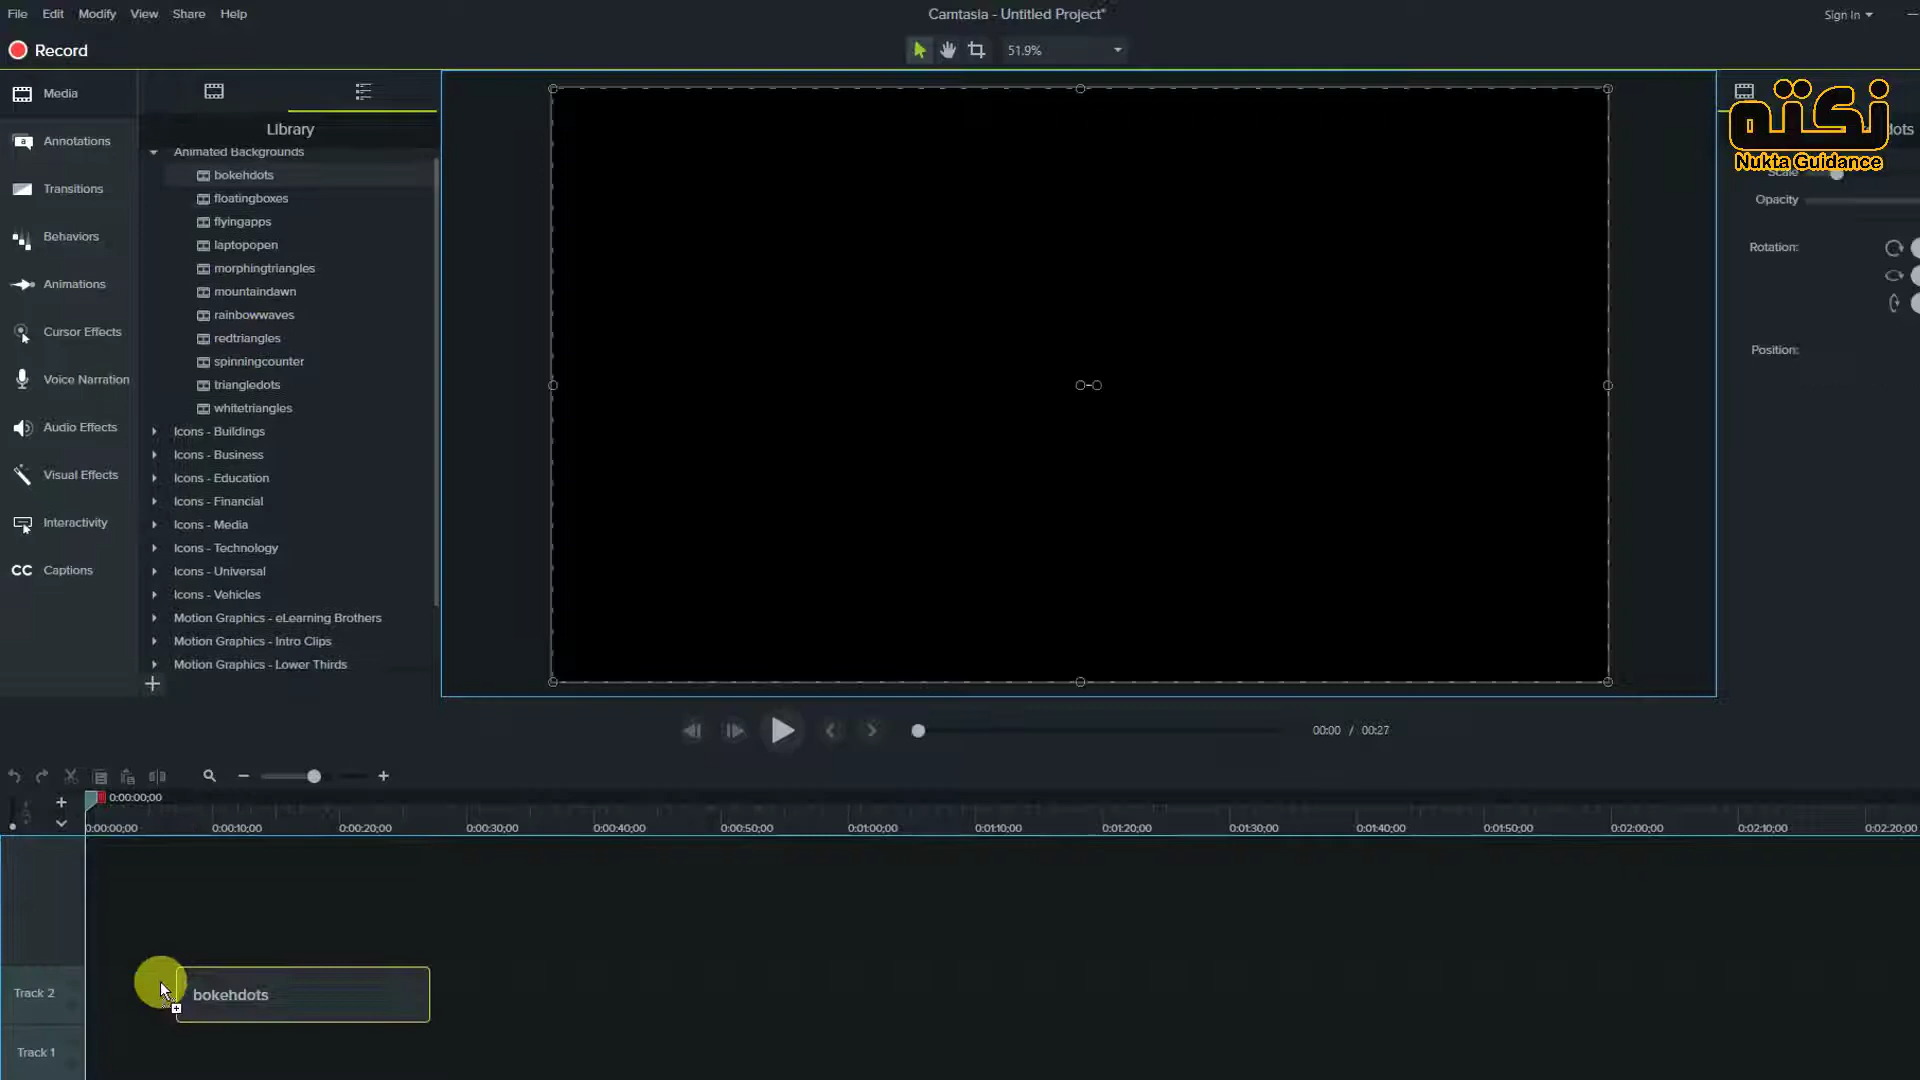 File Edit Modify View Share Help
Camtasia - Untitled Project*
Sign In
Record
51.9%
Media
Annotations
Transitions
Behaviors
Animations
Cursor Effects
Voice Narration
Audio Effects
Visual Effects
Interactivity
CC Captions
Library
Animated Backgrounds
bokehdots
floatingboxes
flyingapps
laptopopen
morphingtriangles
mountaindawn
rainbowwaves
redtriangles
spinningcounter
triangledots
whitetriangles
Icons - Buildings
Icons - Business
Icons - Education
Icons - Financial
Icons - Media
Icons - Technology
Icons - Universal
Icons - Vehicles
Motion Graphics - eLearning Brothers
Motion Graphics - Intro Clips
Motion Graphics - Lower Thirds
نکته
Nukta Guidance
Scale
Opacity
Rotation:
Position:
00:00 / 00:27
0:00:00;00
0:00:00;00 0:00:10;00 0:00:20;00 0:00:30;00 0:00:40;00 0:00:50;00 0:01:00;00 0:01:10;00 0:01:20;00 0:01:30;00 0:01:40;00 0:01:50;00 0:02:00;00 0:02:10;00 0:02:20;00
Track 2
bokehdots
Track 1